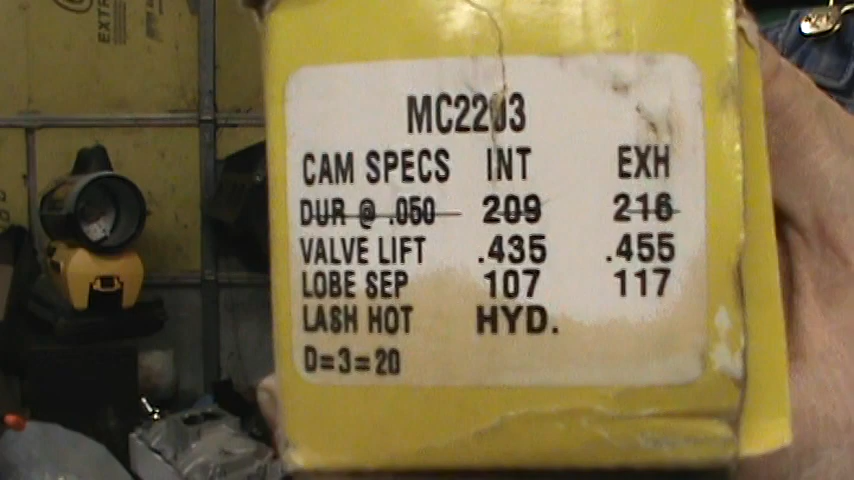 EXTR
MC2203
CAM SPECS INT EXH
DUR @ .050 209 216
VALVE LIFT .435 .455
LOBE SEP 107 117
LASH HOT HYD.
D=3=20